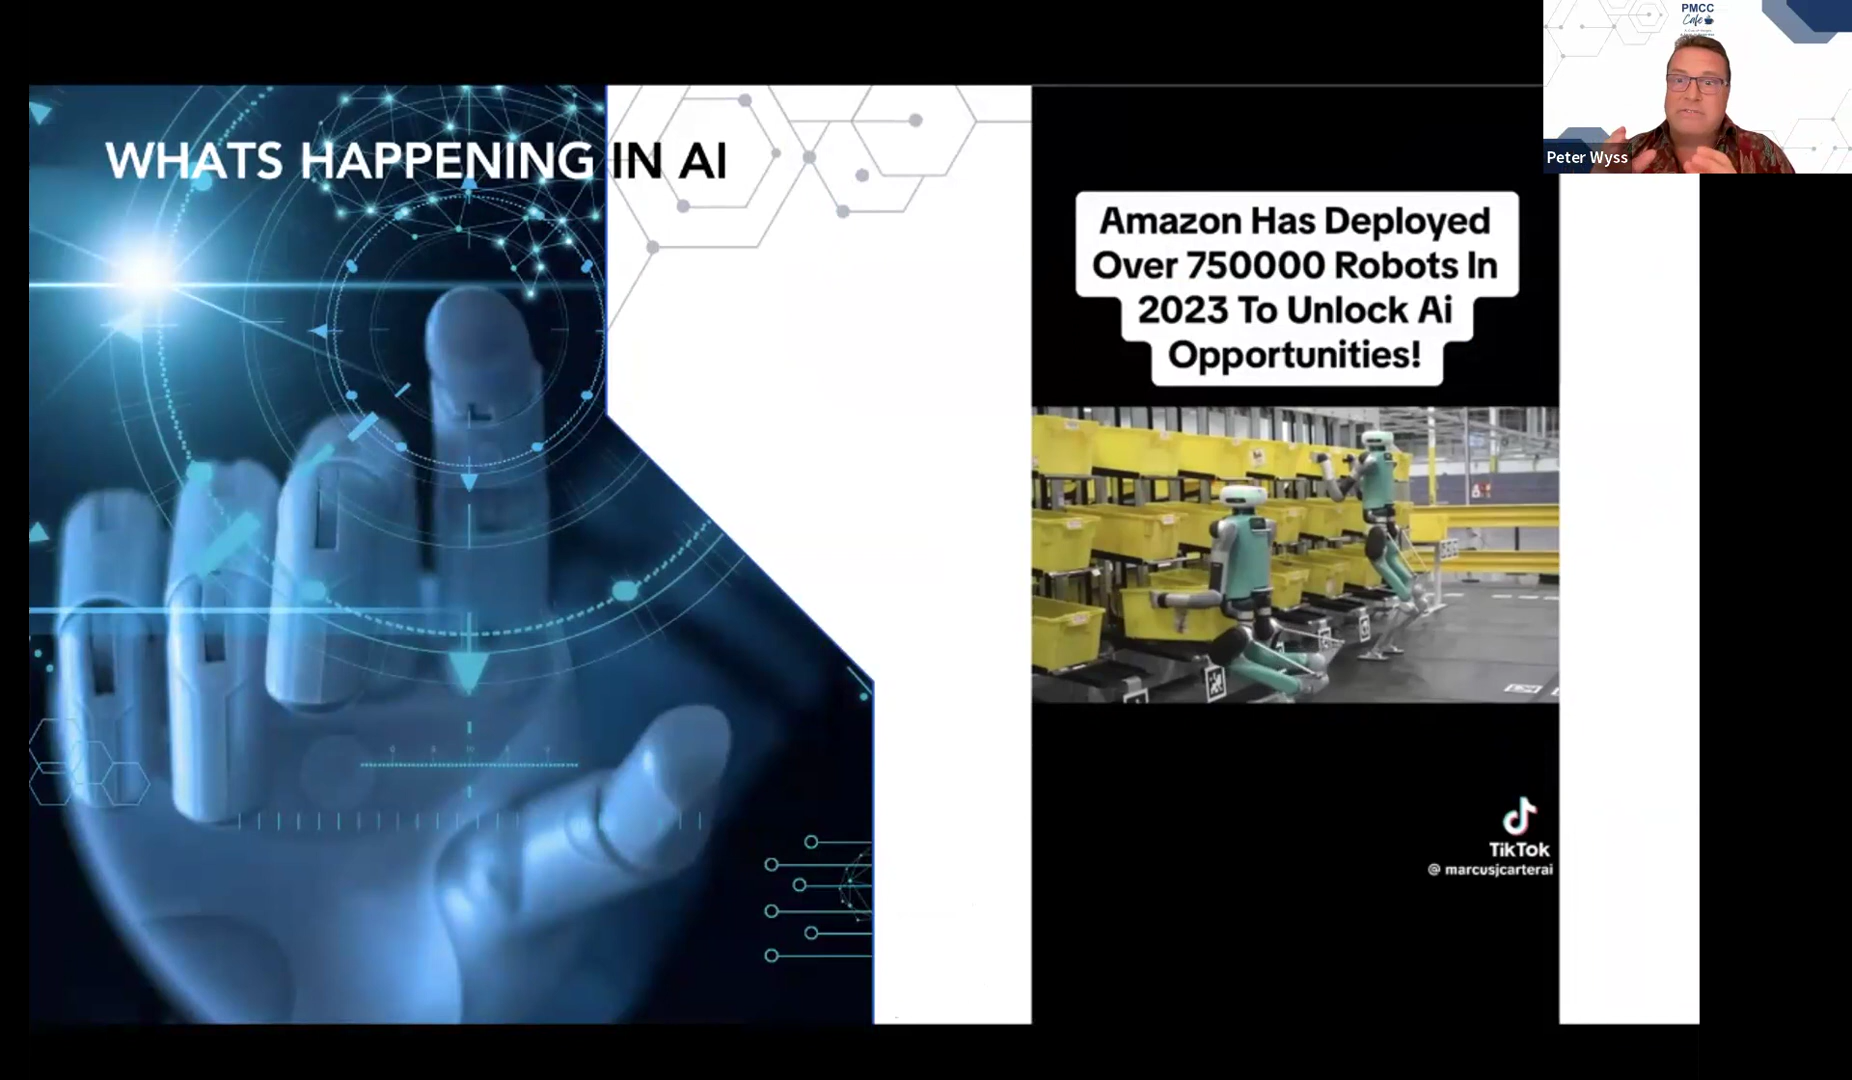 PMCC
Cafe
Peter Wyss
WHATS HAPPENING IN AI
Amazon Has Deployed
Over 750000 Robots In
2023 To Unlock Ai
Opportunities!
TikTok
@ marcusjcarterai